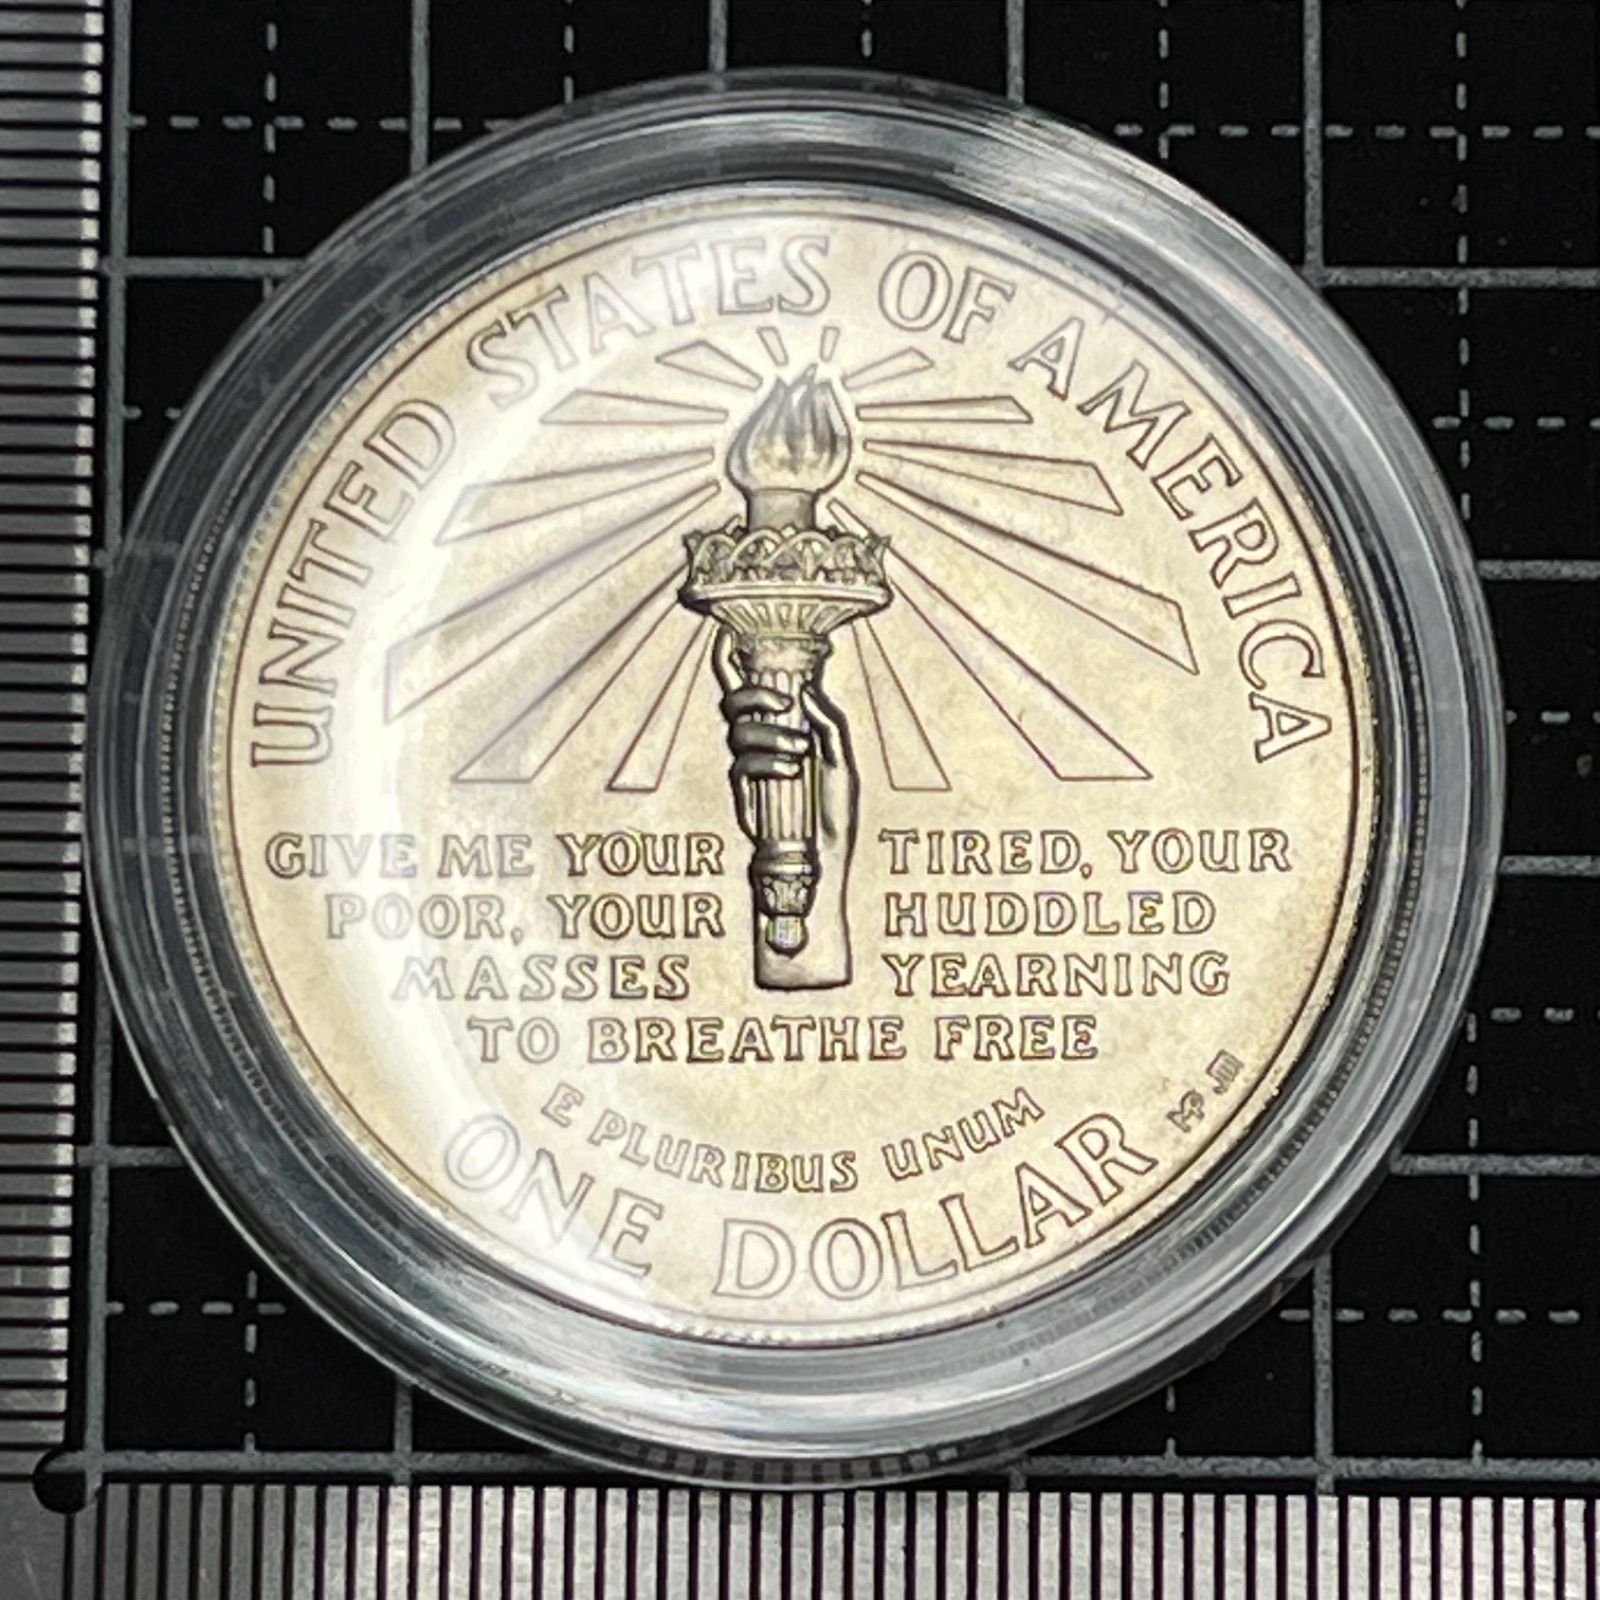 UNITED STATES OF AMERICA
GIVE ME YOUR TIRED, YOUR
POOR, YOUR HUDDLED
MASSES YEARNING
TO BREATHE FREE
E PLURIBUS UNUM
ONE DOLLAR